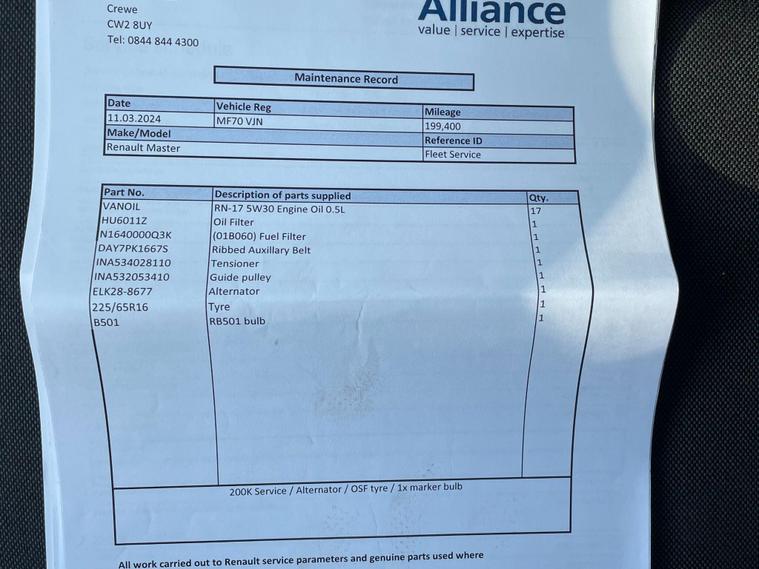 Crewe
CW2 8UY
Tel: 0844 844 4300
Alliance
value | service | expertise
Maintenance Record
Date Vehicle Reg Mileage
11.03.2024 MF70 VJN 199,400
Make/Model Reference ID
Renault Master Fleet Service
Part No. Description of parts supplied Qty.
VANOIL RN-17 5W30 Engine Oil 0.5L 17
HU6011Z Oil Filter 1
N1640000Q3K (01B060) Fuel Filter 1
DAY7PK1667S Ribbed Auxillary Belt 1
INA534028110 Tensioner 1
INA532053410 Guide pulley 1
ELK28-8677 Alternator 1
225/65R16 Tyre 1
B501 RB501 bulb 1
200K Service / Alternator / OSF tyre / 1x marker bulb
All work carried out to Renault service parameters and genuine parts used where